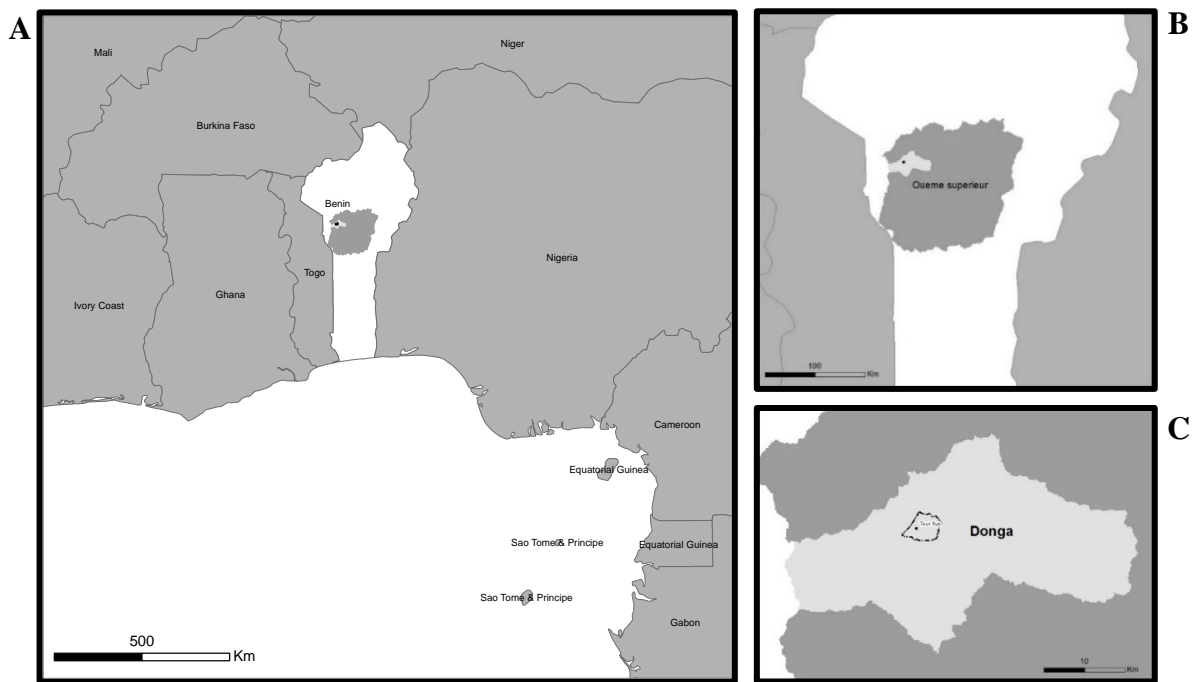 A
Mali
Niger
Burkina Faso
Benin
Togo
Nigeria
Ghana
Ivory Coast
Cameroon
Equatorial Guinea
Sao Tome & Principe
Equatorial Guinea
Sao Tome & Principe
Gabon
500
Km
B
Oueme superieur
100
Km
C
Donga
10
Km